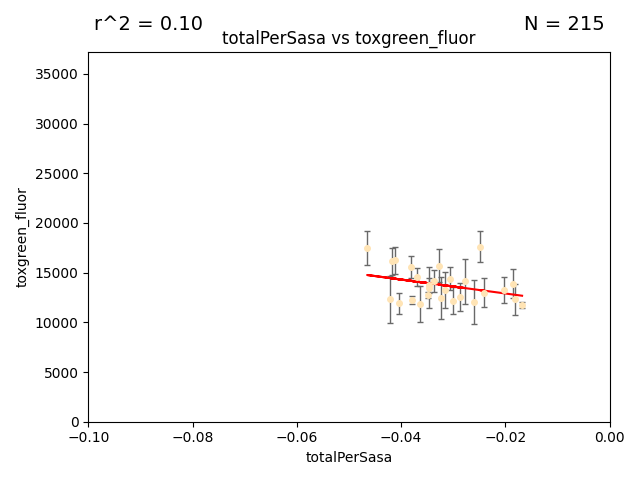 r^2 = 0.10
N = 215
totalPerSasa vs toxgreen_fluor
35000
30000
25000
20000
15000
10000
5000
0
toxgreen_fluor
−0.10
−0.08
−0.06
−0.04
−0.02
0.00
totalPerSasa